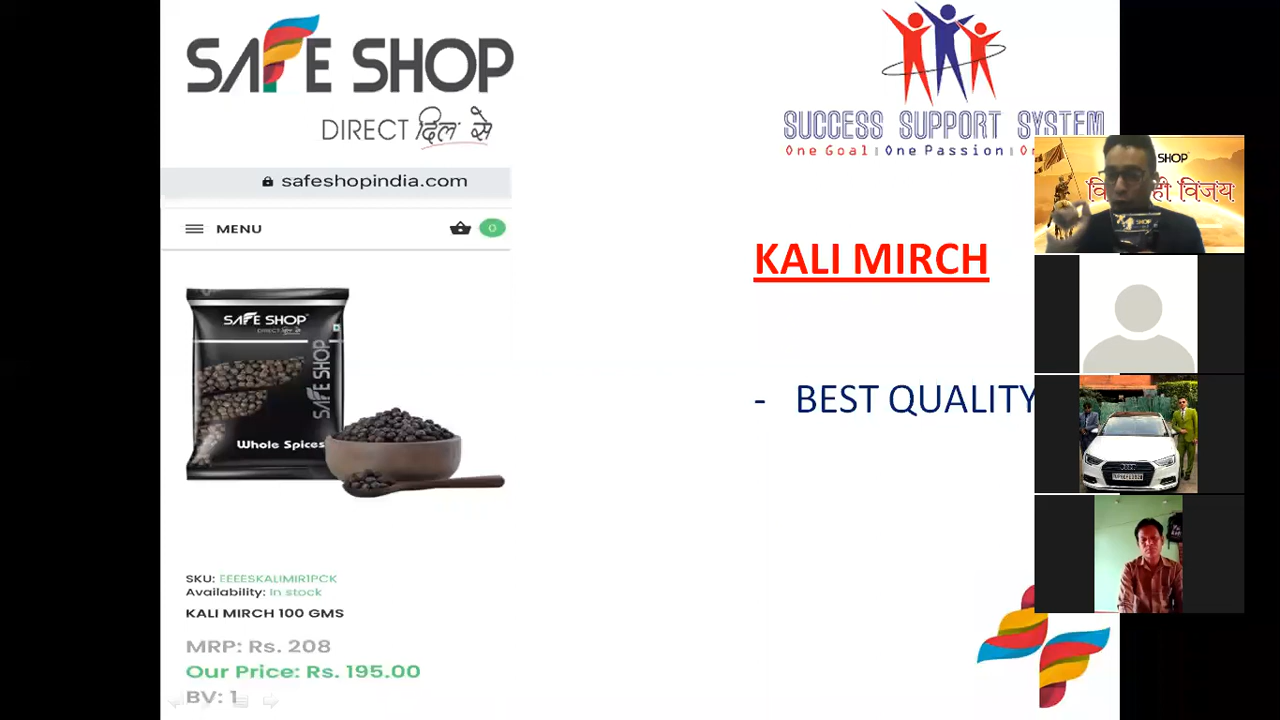 SAFE SHOP
DIRECT दिल से
SUCCESS SUPPORT SYSTEM
One Goal | One Passion |
safeshopindia.com
MENU
0
SHOP
विजय ही विजय
KALI MIRCH
SAFE SHOP
DIRECT दिल से
SAFE SHOP
Whole Spices
- BEST QUALITY
SKU: EEEESKALIMIR1PCK
Availability: In stock
KALI MIRCH 100 GMS
MRP: Rs. 208
Our Price: Rs. 195.00
BV: 1